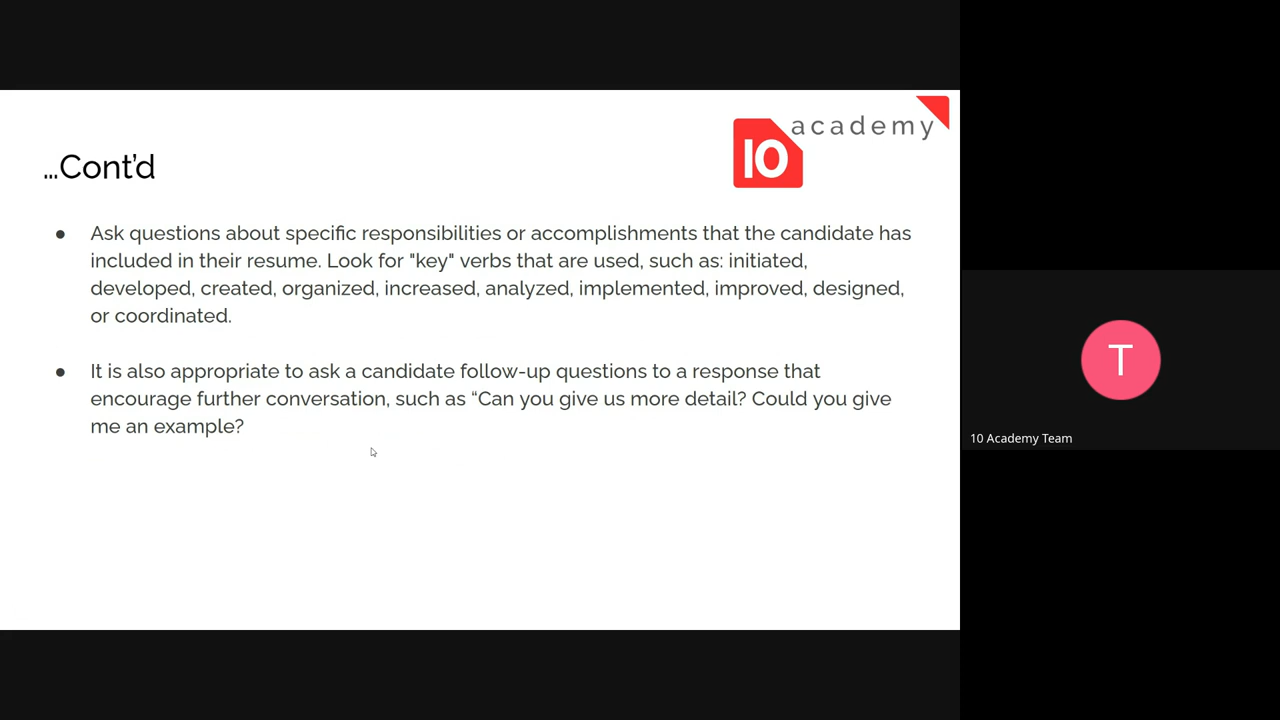 academy
10
...Cont’d
● Ask questions about specific responsibilities or accomplishments that the candidate has
included in their resume. Look for "key" verbs that are used, such as: initiated,
developed, created, organized, increased, analyzed, implemented, improved, designed,
or coordinated.
● It is also appropriate to ask a candidate follow-up questions to a response that
encourage further conversation, such as “Can you give us more detail? Could you give
me an example?
T
10 Academy Team